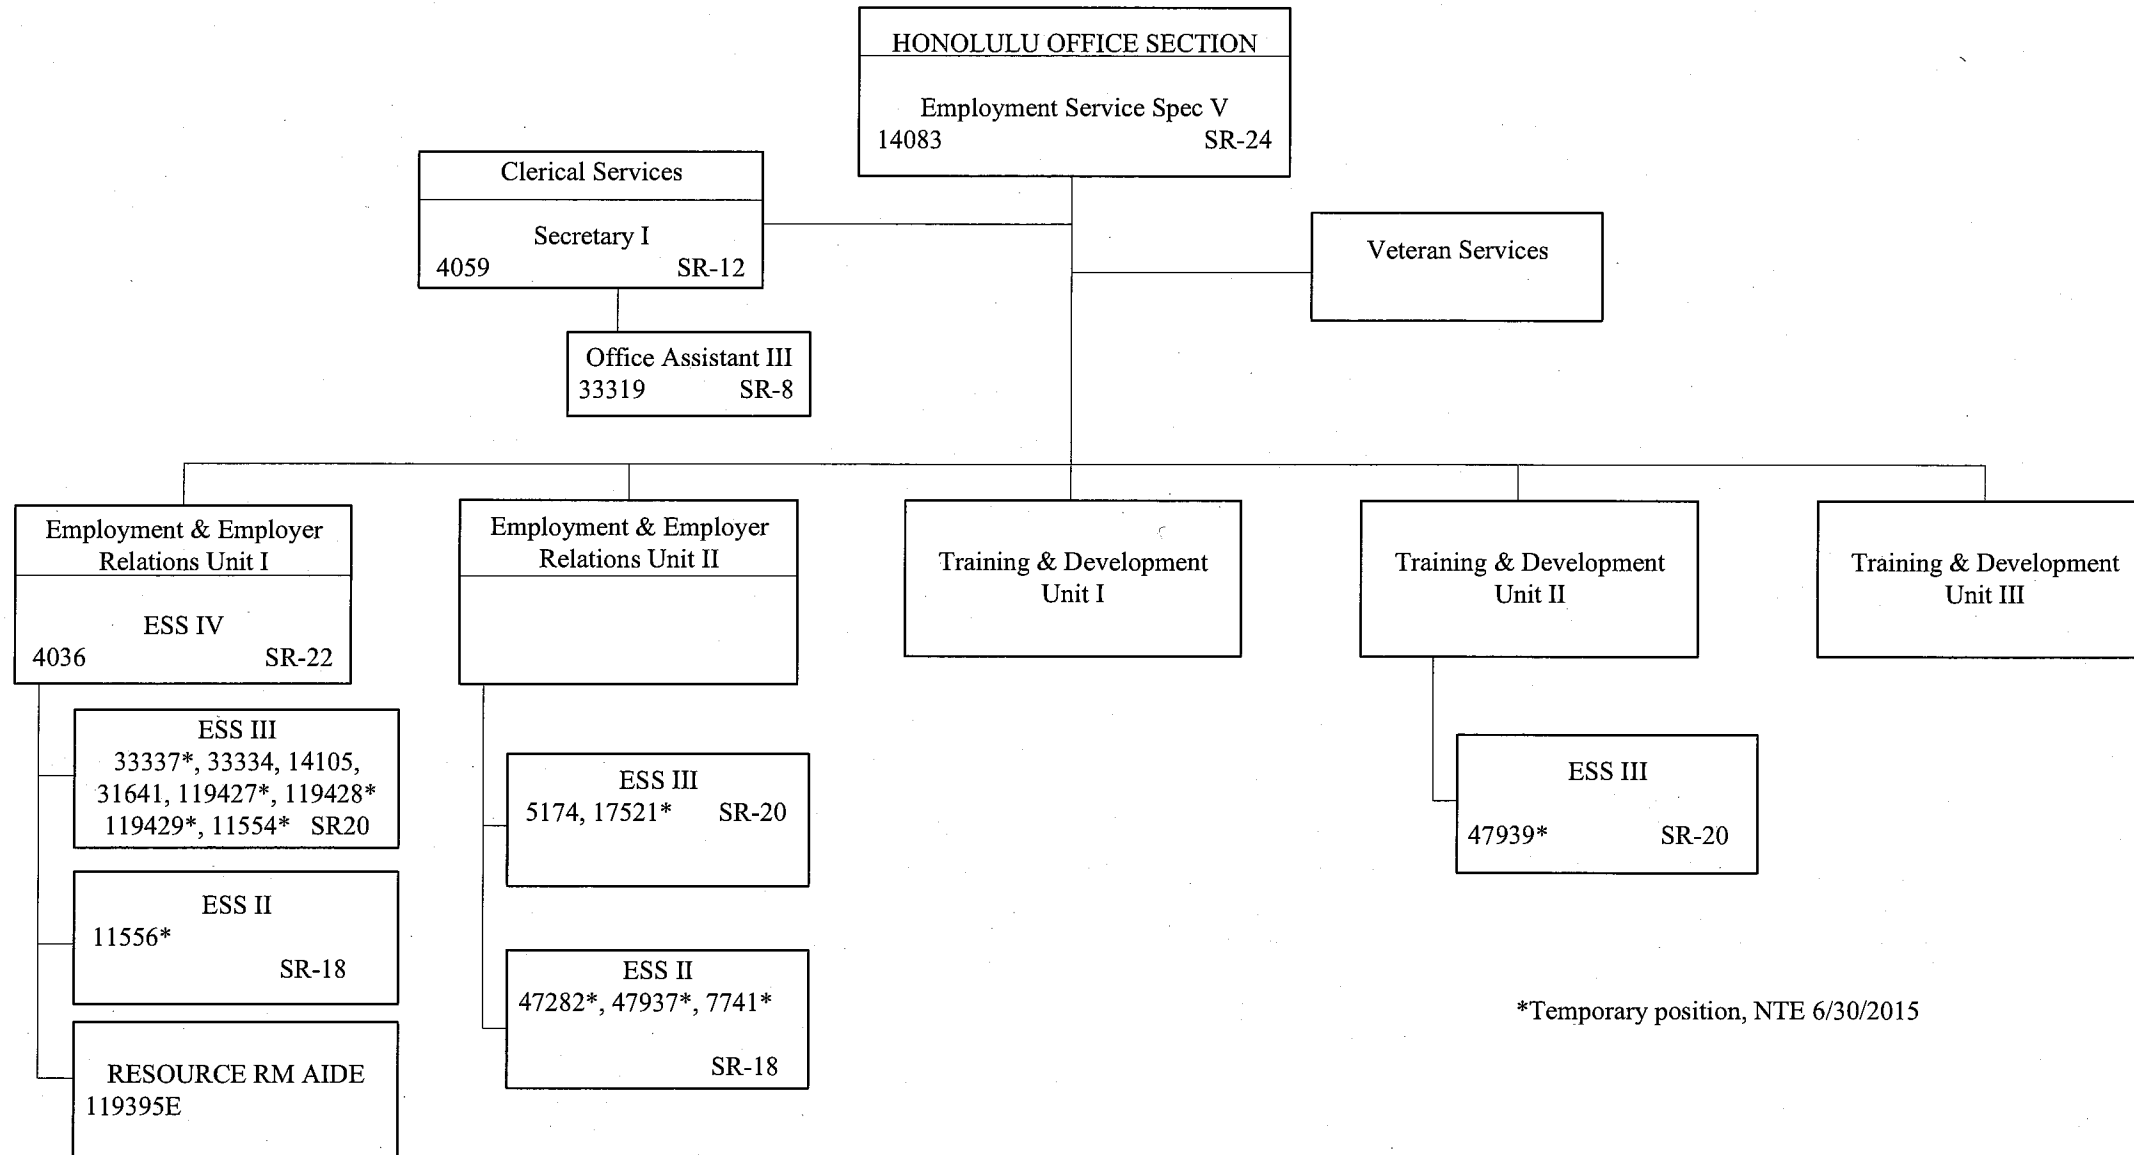 HONOLULU OFFICE SECTION
Employment Service Spec V
14083 SR-24
Clerical Services
Secretary I
4059 SR-12
Veteran Services
Office Assistant III
33319 SR-8
Employment & Employer
Relations Unit I
ESS IV
4036 SR-22
ESS III
33337*, 33334, 14105,
31641, 119427*, 119428*
119429*, 11554* SR20
ESS II
11556*
SR-18
RESOURCE RM AIDE
119395E
Employment & Employer
Relations Unit II
ESS III
5174, 17521* SR-20
ESS II
47282*, 47937*, 7741*
SR-18
Training & Development
Unit I
Training & Development
Unit II
ESS III
47939* SR-20
Training & Development
Unit III
*Temporary position, NTE 6/30/2015